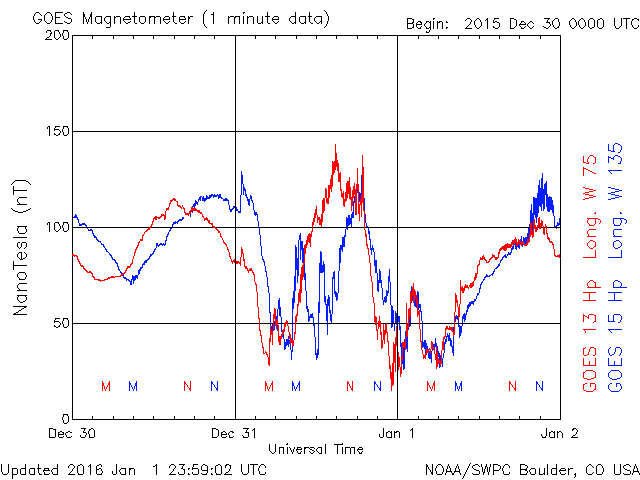 GOES Magnetometer (1 minute data)
Begin: 2015 Dec 30 0000 UTC
200
150
100
50
0
NanoTesla (nT)
M M N N M M N N M M N N
Dec 30 Dec 31 Jan 1 Jan 2
Universal Time
GOES 13 Hp Long. W 75
GOES 15 Hp Long. W 135
Updated 2016 Jan 1 23:59:02 UTC
NOAA/SWPC Boulder, CO USA